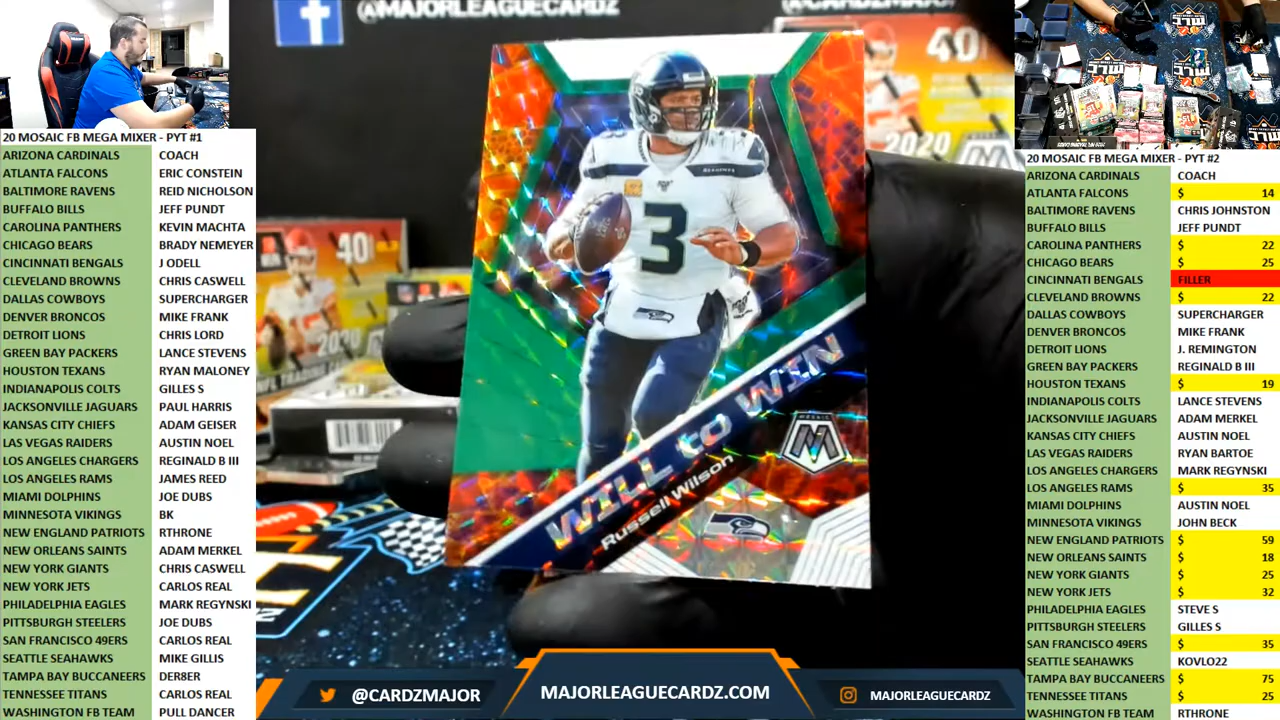 @MAJORLEAGUECARDZ
@CARDZMAJOR
20 MOSAIC FB MEGA MIXER - PYT #1
ARIZONA CARDINALS COACH
ATLANTA FALCONS ERIC CONSTEIN
BALTIMORE RAVENS REID NICHOLSON
BUFFALO BILLS JEFF PUNDT
CAROLINA PANTHERS KEVIN MACHTA
CHICAGO BEARS BRADY NEMEYER
CINCINNATI BENGALS J ODELL
CLEVELAND BROWNS CHRIS CASWELL
DALLAS COWBOYS SUPERCHARGER
DENVER BRONCOS MIKE FRANK
DETROIT LIONS CHRIS LORD
GREEN BAY PACKERS LANCE STEVENS
HOUSTON TEXANS RYAN MALONEY
INDIANAPOLIS COLTS GILLES S
JACKSONVILLE JAGUARS PAUL HARRIS
KANSAS CITY CHIEFS ADAM GEISER
LAS VEGAS RAIDERS AUSTIN NOEL
LOS ANGELES CHARGERS REGINALD B III
LOS ANGELES RAMS JAMES REED
MIAMI DOLPHINS JOE DUBS
MINNESOTA VIKINGS BK
NEW ENGLAND PATRIOTS RTHRONE
NEW ORLEANS SAINTS ADAM MERKEL
NEW YORK GIANTS CHRIS CASWELL
NEW YORK JETS CARLOS REAL
PHILADELPHIA EAGLES MARK REGYNSKI
PITTSBURGH STEELERS JOE DUBS
SAN FRANCISCO 49ERS CARLOS REAL
SEATTLE SEAHAWKS MIKE GILLIS
TAMPA BAY BUCCANEERS DER8ER
TENNESSEE TITANS CARLOS REAL
WASHINGTON FB TEAM PULL DANCER
40
2020
40
2020
3
WILL to WIN
Russell Wilson
MOSAIC
@CARDZMAJOR
MAJORLEAGUECARDZ.COM
MAJORLEAGUECARDZ
20 MOSAIC FB MEGA MIXER - PYT #2
ARIZONA CARDINALS COACH
ATLANTA FALCONS $ 14
BALTIMORE RAVENS CHRIS JOHNSTON
BUFFALO BILLS JEFF PUNDT
CAROLINA PANTHERS $ 22
CHICAGO BEARS $ 25
CINCINNATI BENGALS FILLER
CLEVELAND BROWNS $ 22
DALLAS COWBOYS SUPERCHARGER
DENVER BRONCOS MIKE FRANK
DETROIT LIONS J. REMINGTON
GREEN BAY PACKERS REGINALD B III
HOUSTON TEXANS $ 19
INDIANAPOLIS COLTS LANCE STEVENS
JACKSONVILLE JAGUARS ADAM MERKEL
KANSAS CITY CHIEFS AUSTIN NOEL
LAS VEGAS RAIDERS RYAN BARTOE
LOS ANGELES CHARGERS MARK REGYNSKI
LOS ANGELES RAMS $ 35
MIAMI DOLPHINS AUSTIN NOEL
MINNESOTA VIKINGS JOHN BECK
NEW ENGLAND PATRIOTS $ 59
NEW ORLEANS SAINTS $ 18
NEW YORK GIANTS $ 25
NEW YORK JETS $ 32
PHILADELPHIA EAGLES STEVE S
PITTSBURGH STEELERS GILLES S
SAN FRANCISCO 49ERS $ 35
SEATTLE SEAHAWKS KOVLO22
TAMPA BAY BUCCANEERS $ 75
TENNESSEE TITANS $ 25
WASHINGTON FB TEAM RTHRONE